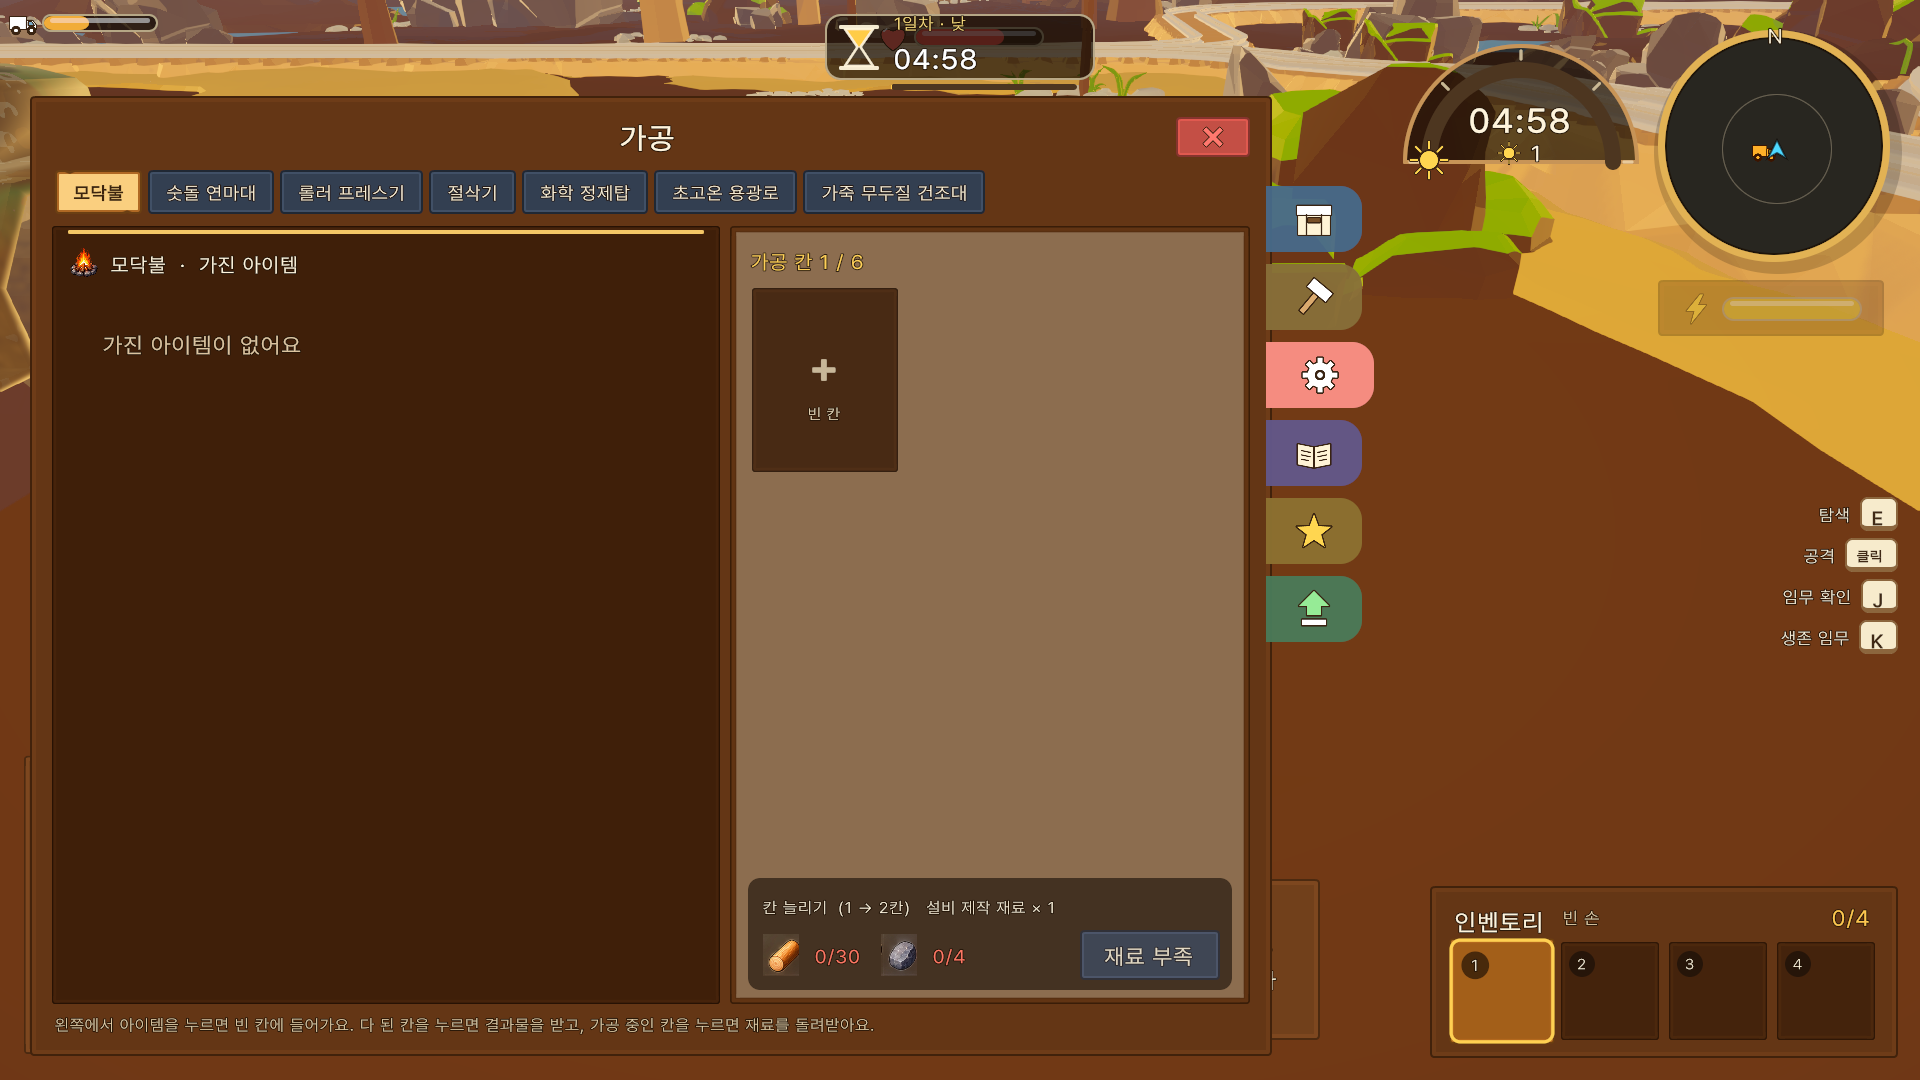 1일차 · 낮
04:58
N
04:58
1
가공
모닥불
숫돌 연마대
롤러 프레스기
절삭기
화학 정제탑
초고온 용광로
가죽 무두질 건조대
모닥불 · 가진 아이템
가진 아이템이 없어요
가공 칸 1 / 6
+
빈 칸
칸 늘리기 (1 → 2칸) 설비 제작 재료 × 1
0/30
0/4
재료 부족
왼쪽에서 아이템을 누르면 빈 칸에 들어가요. 다 된 칸을 누르면 결과물을 받고, 가공 중인 칸을 누르면 재료를 돌려받아요.
탐색 E
공격 클릭
임무 확인 J
생존 임무 K
인벤토리 빈 손 0/4
1 2 3 4